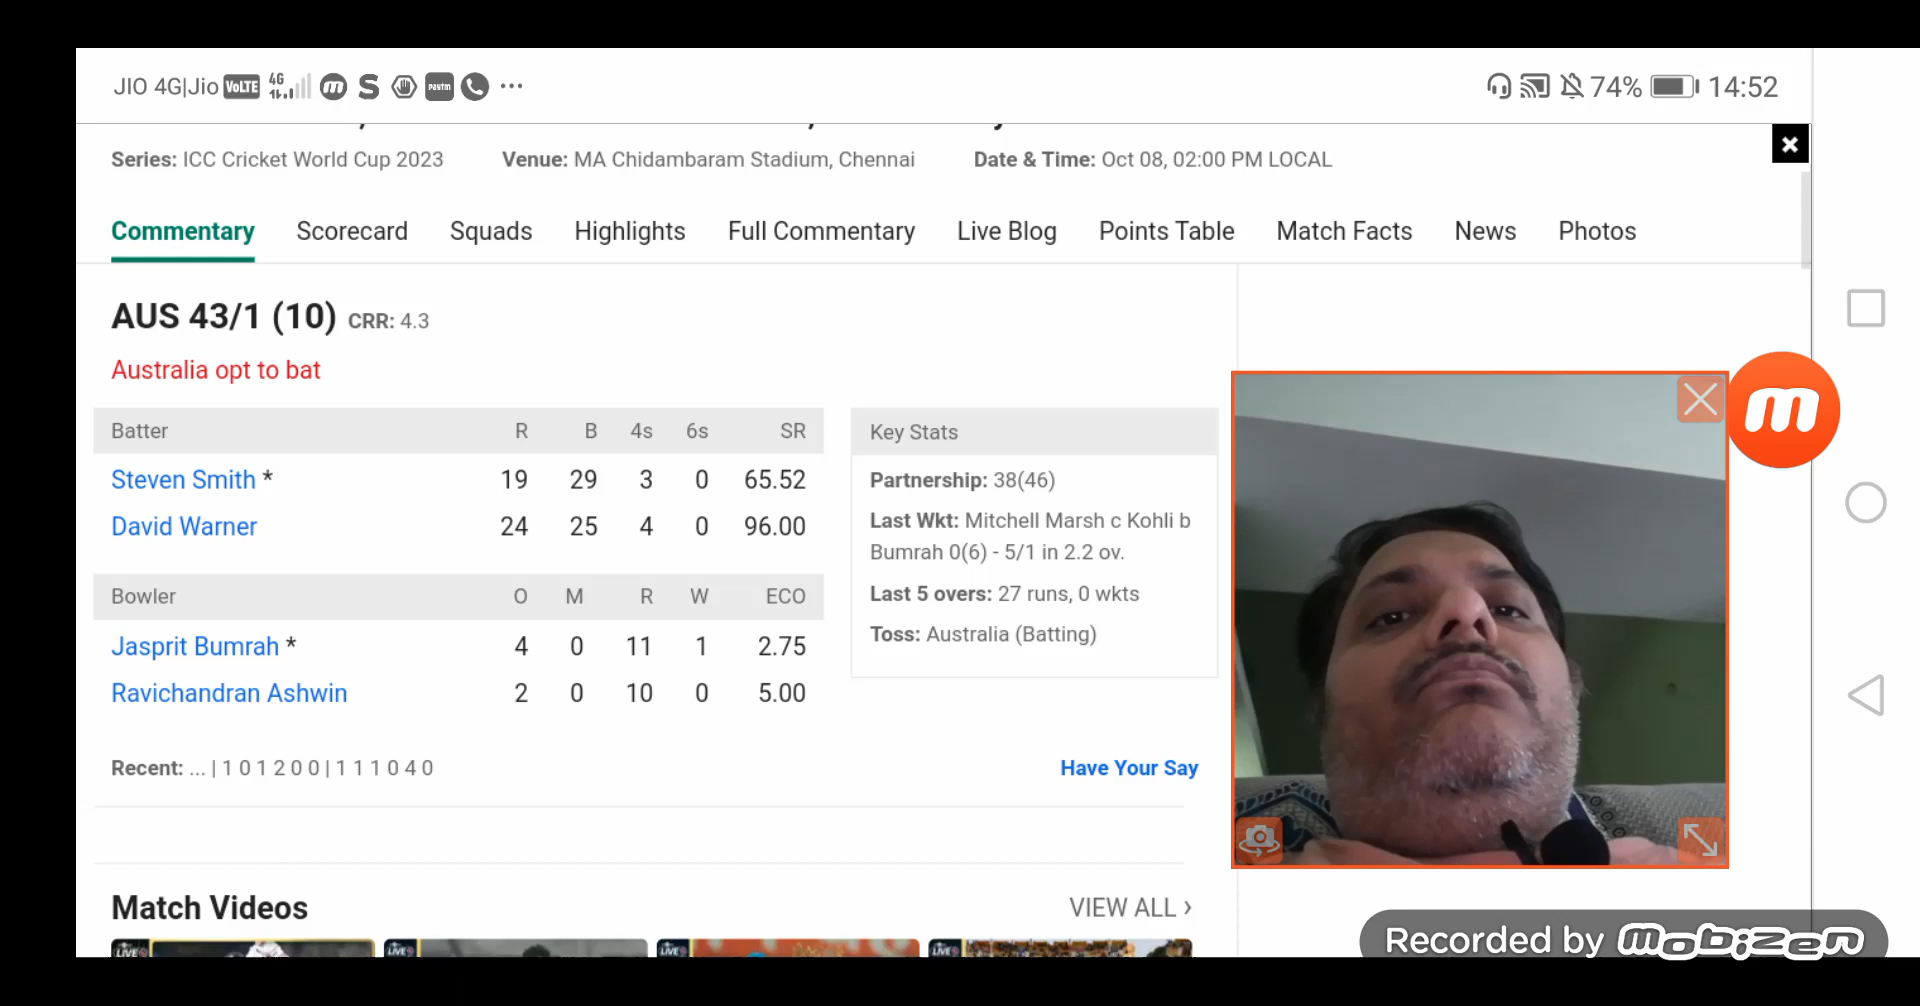 JIO 4G|Jio VoLTE 4G m S paytm ... 74% 14:52
Series: ICC Cricket World Cup 2023 Venue: MA Chidambaram Stadium, Chennai Date & Time: Oct 08, 02:00 PM LOCAL
Commentary Scorecard Squads Highlights Full Commentary Live Blog Points Table Match Facts News Photos
AUS 43/1 (10) CRR: 4.3
Australia opt to bat
Batter R B 4s 6s SR
Steven Smith * 19 29 3 0 65.52
David Warner 24 25 4 0 96.00
Bowler O M R W ECO
Jasprit Bumrah * 4 0 11 1 2.75
Ravichandran Ashwin 2 0 10 0 5.00
Key Stats
Partnership: 38(46)
Last Wkt: Mitchell Marsh c Kohli b
Bumrah 0(6) - 5/1 in 2.2 ov.
Last 5 overs: 27 runs, 0 wkts
Toss: Australia (Batting)
m
Recent: ... | 1 0 1 2 0 0 | 1 1 1 0 4 0
Have Your Say
Match Videos
VIEW ALL ›
LIVE LIVE LIVE LIVE
Recorded by mobizen